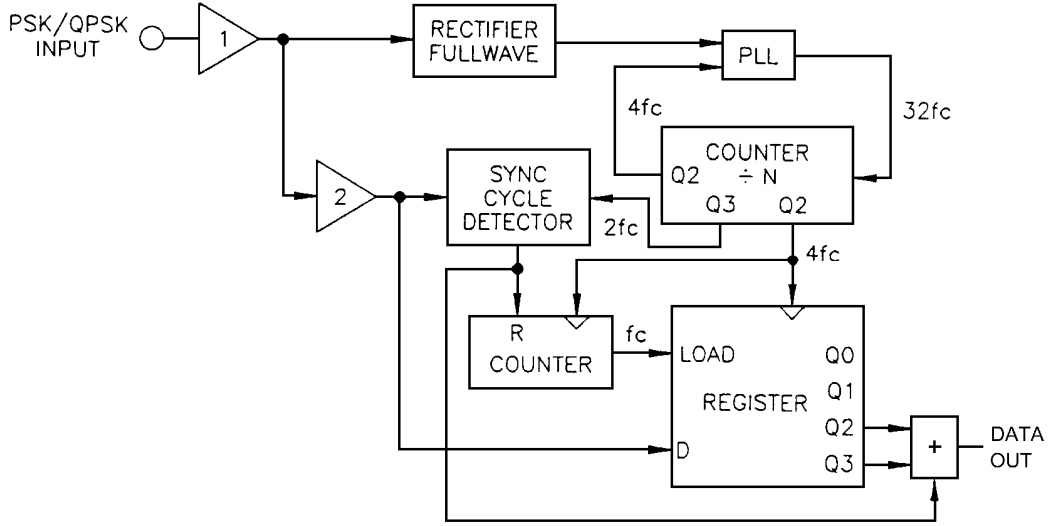 PSK/QPSK
INPUT
1
RECTIFIER
FULLWAVE
PLL
4fc
32fc
COUNTER
÷ N
Q2
Q3
Q2
2
SYNC
CYCLE
DETECTOR
2fc
4fc
R
COUNTER
fc
LOAD
REGISTER
D
Q0
Q1
Q2
Q3
+
DATA
OUT